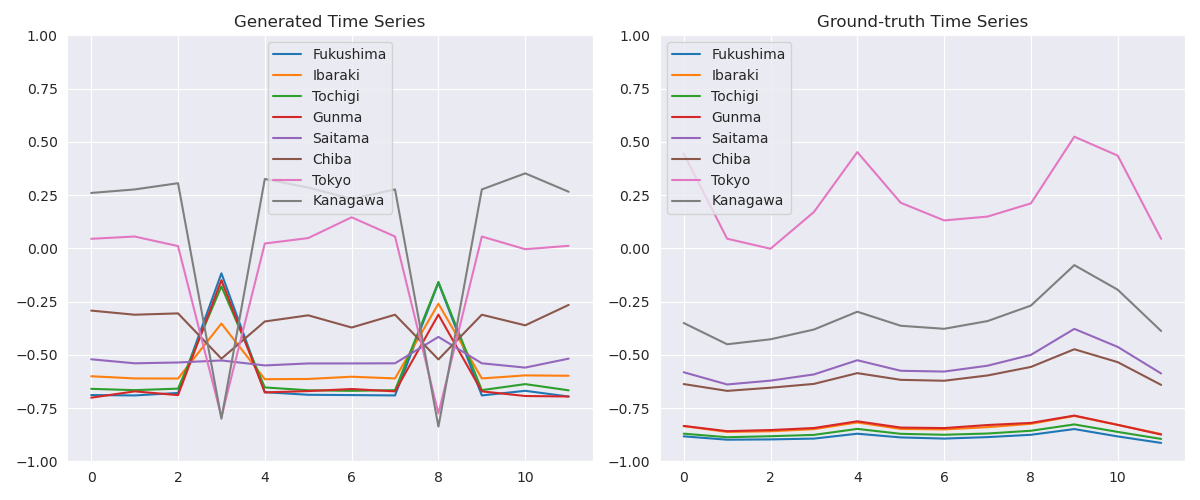 Generated Time Series
1.00
0.75
0.50
0.25
0.00
−0.25
−0.50
−0.75
−1.00
0 2 4 6 8 10
Fukushima
Ibaraki
Tochigi
Gunma
Saitama
Chiba
Tokyo
Kanagawa
Ground-truth Time Series
1.00
0.75
0.50
0.25
0.00
−0.25
−0.50
−0.75
−1.00
0 2 4 6 8 10
Fukushima
Ibaraki
Tochigi
Gunma
Saitama
Chiba
Tokyo
Kanagawa